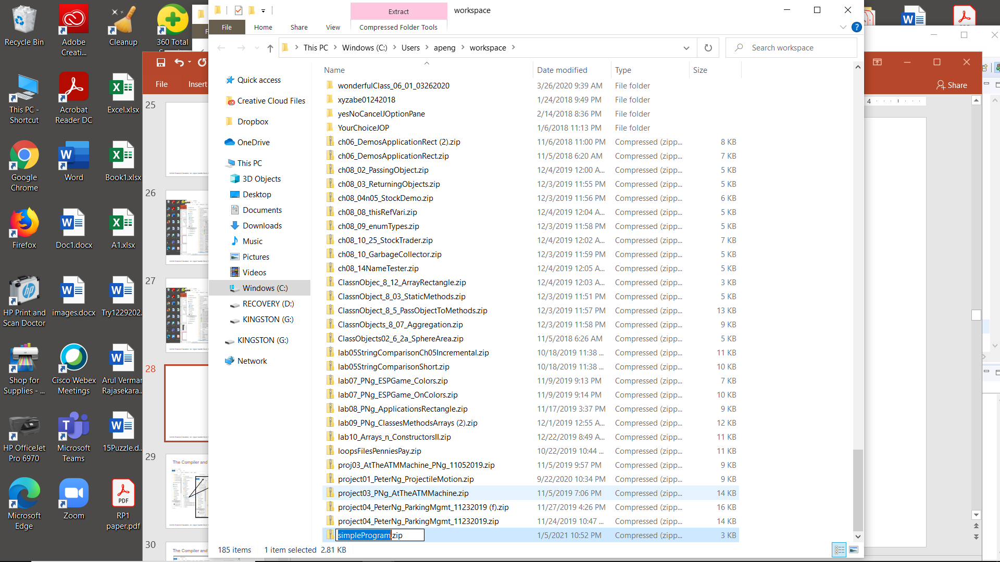 Recycle Bin
Adobe
Creati...
Cleanup
360 Total
This PC -
Shortcut
Acrobat
Reader DC
Excel.xlsx
Google
Chrome
Word
Book1.xlsx
Firefox
Doc1.docx
A1.xlsx
HP Print and
Scan Doctor
images.docx
Try1229202.
Shop for
Supplies - ...
Cisco Webex
Meetings
Arul Vermar
Rajasekara..
HP OfficeJet
Pro 6970
Microsoft
Teams
15Puzzle.d..
Microsoft
Edge
Zoom
RP1
paper.pdf
PDF
File Insert
25
26
27
28
29
The Compiler and
30
The Compiler and
Extract
workspace
File Home Share View Compressed Folder Tools
This PC > Windows (C:) > Users > apeng > workspace >
Search workspace
Quick access
Creative Cloud Files
Dropbox
OneDrive
This PC
3D Objects
Desktop
Documents
Downloads
Music
Pictures
Videos
Windows (C:)
RECOVERY (D:)
KINGSTON (G:)
KINGSTON (G:)
Network
Name Date modified Type Size
wonderfulClass_06_01_03262020 3/26/2020 9:39 AM File folder
xyzabe01242018 1/24/2018 9:49 PM File folder
yesNoCancelJOptionPane 2/14/2018 8:36 PM File folder
YourChoiceJOP 1/6/2018 11:13 PM File folder
ch06_DemosApplicationRect (2).zip 11/6/2018 11:00 PM Compressed (zipp... 8 KB
ch06_DemosApplicationRect.zip 11/5/2018 6:20 AM Compressed (zipp... 7 KB
ch08_02_PassingObject.zip 12/4/2019 12:00 A... Compressed (zipp... 5 KB
ch08_03_ReturningObjects.zip 12/3/2019 11:55 PM Compressed (zipp... 5 KB
ch08_04n05_StockDemo.zip 12/3/2019 11:56 PM Compressed (zipp... 6 KB
ch08_08_thisRefVari.zip 12/4/2019 12:04 A... Compressed (zipp... 5 KB
ch08_09_enumTypes.zip 12/3/2019 11:58 PM Compressed (zipp... 5 KB
ch08_10_25_StockTrader.zip 12/4/2019 12:02 A... Compressed (zipp... 7 KB
ch08_10_GarbageCollector.zip 12/3/2019 11:59 PM Compressed (zipp... 5 KB
ch08_14NameTester.zip 12/4/2019 12:05 A... Compressed (zipp... 5 KB
ClassnObjec_8_12_ArrayRectangle.zip 12/4/2019 12:03 A... Compressed (zipp... 3 KB
ClassnObject_8_03_StaticMethods.zip 12/3/2019 11:51 PM Compressed (zipp... 5 KB
ClassnObject_8_5_PassObjectToMethods.zip 12/3/2019 11:57 PM Compressed (zipp... 13 KB
ClassnObjects_8_07_Aggregation.zip 12/3/2019 11:58 PM Compressed (zipp... 9 KB
ClassObjects02_6_2a_SphereArea.zip 11/5/2018 6:26 AM Compressed (zipp... 5 KB
lab05StringComparisonCh05Incremental.zip 10/18/2019 11:38 ... Compressed (zipp... 11 KB
lab05StringComparisonShort.zip 10/18/2019 11:38 ... Compressed (zipp... 10 KB
lab07_PNg_ESPGame_Colors.zip 11/9/2019 9:13 PM Compressed (zipp... 7 KB
lab07_PNg_ESPGame_OnColors.zip 11/9/2019 9:14 PM Compressed (zipp... 10 KB
lab08_PNg_ApplicationsRectangle.zip 11/17/2019 3:37 PM Compressed (zipp... 9 KB
lab09_PNg_ClassesMethodsArrays (2).zip 12/1/2019 12:55 A... Compressed (zipp... 12 KB
lab10_Arrays_n_ConstructorsII.zip 12/22/2019 8:49 A... Compressed (zipp... 11 KB
loopsFilesPenniesPay.zip 10/22/2019 10:44 ... Compressed (zipp... 11 KB
proj03_AtTheATMMachine_PNg_11052019.zip 11/5/2019 9:57 PM Compressed (zipp... 9 KB
project01_PeterNg_ProjectileMotion.zip 9/22/2020 10:34 PM Compressed (zipp... 9 KB
project03_PNg_AtTheATMMachine.zip 11/5/2019 7:06 PM Compressed (zipp... 14 KB
project04_PeterNg_ParkingMgmt_11232019 (f).zip 11/27/2019 4:26 PM Compressed (zipp... 16 KB
project04_PeterNg_ParkingMgmt_11232019.zip 11/24/2019 10:47 ... Compressed (zipp... 14 KB
simpleProgram.zip 1/5/2021 10:52 PM Compressed (zipp... 3 KB
185 items 1 item selected 2.81 KB
Share
4